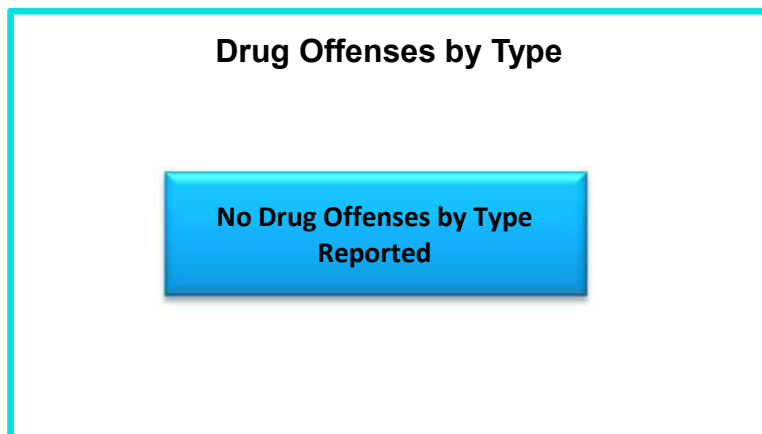 Drug Offenses by Type
No Drug Offenses by Type
Reported